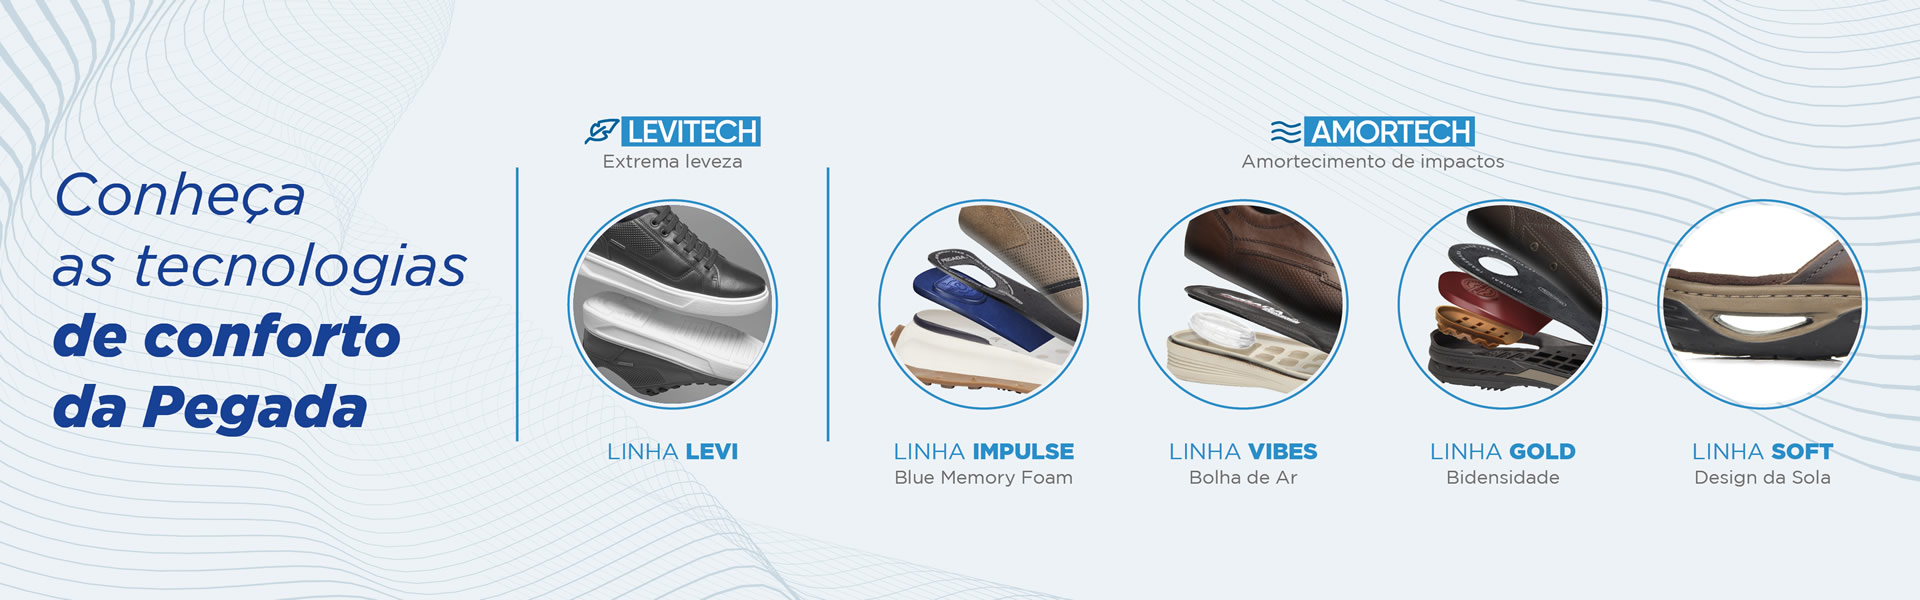 Conheça
as tecnologias
de conforto
da Pegada
LEVITECH
Extrema leveza
LINHA LEVI
AMORTECH
Amortecimento de impactos
PEGADA
LINHA IMPULSE
Blue Memory Foam
LINHA VIBES
Bolha de Ar
LINHA GOLD
Bidensidade
LINHA SOFT
Design da Sola